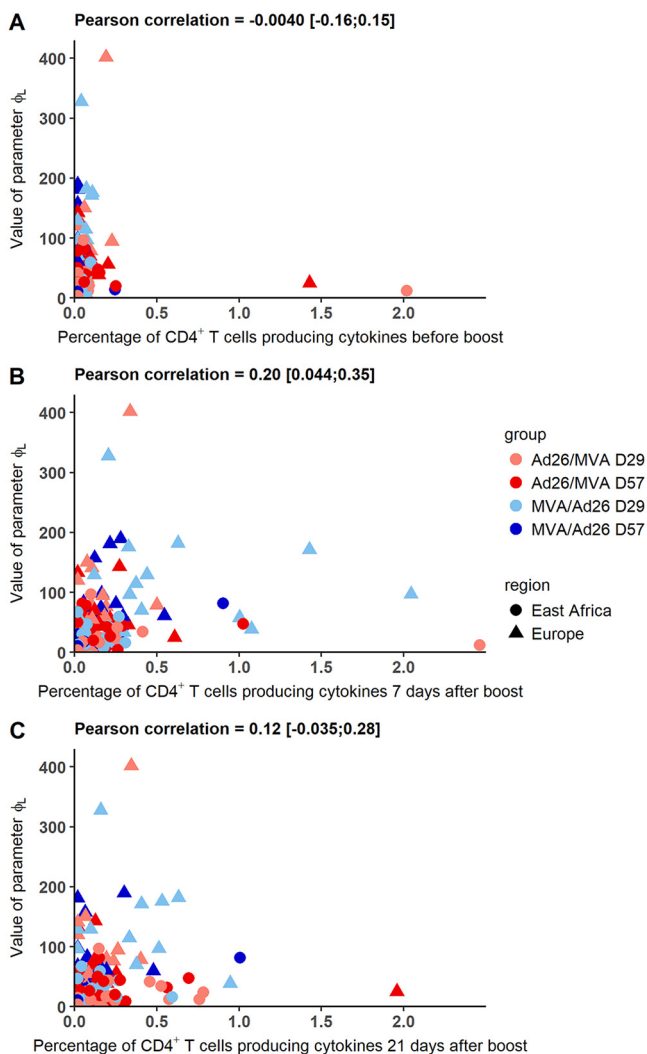 A
Pearson correlation = -0.0040 [-0.16;0.15]
Value of parameter ϕL
400
300
200
100
0
0.0 0.5 1.0 1.5 2.0
Percentage of CD4+ T cells producing cytokines before boost
B
Pearson correlation = 0.20 [0.044;0.35]
Value of parameter ϕL
400
300
200
100
0
0.0 0.5 1.0 1.5 2.0
Percentage of CD4+ T cells producing cytokines 7 days after boost
group
Ad26/MVA D29
Ad26/MVA D57
MVA/Ad26 D29
MVA/Ad26 D57
region
East Africa
Europe
C
Pearson correlation = 0.12 [-0.035;0.28]
Value of parameter ϕL
400
300
200
100
0
0.0 0.5 1.0 1.5 2.0
Percentage of CD4+ T cells producing cytokines 21 days after boost